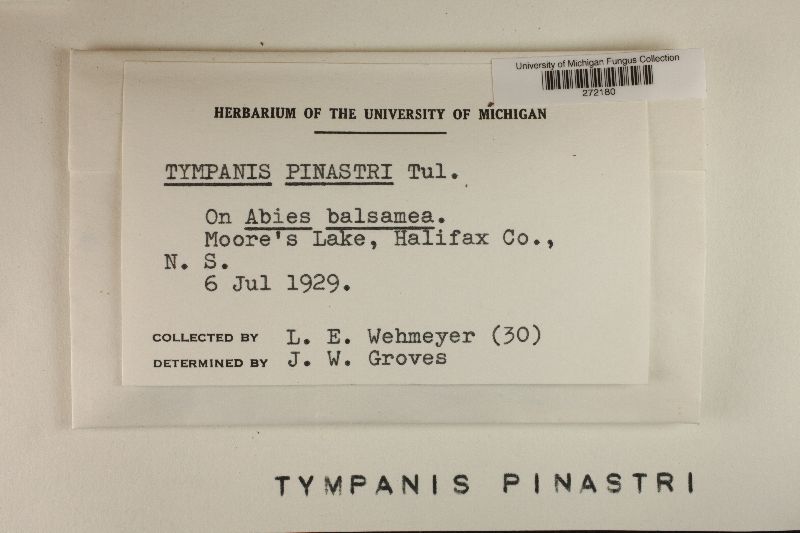 University of Michigan Fungus Collection
272180
HERBARIUM OF THE UNIVERSITY OF MICHIGAN
TYMPANIS PINASTRI Tul.
On Abies balsamea.
Moore's Lake, Halifax Co.,
N. S.
6 Jul 1929.
COLLECTED BY L. E. Wehmeyer (30)
DETERMINED BY J. W. Groves
TYMPANIS PINASTRI